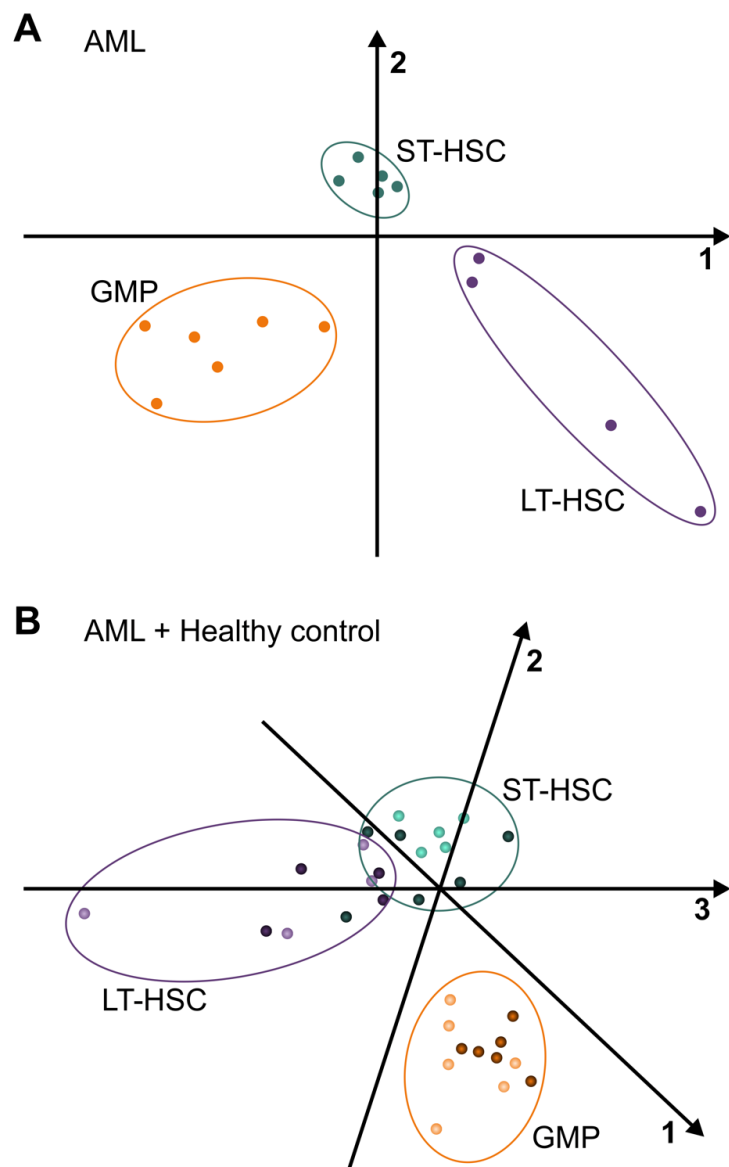 A
AML
2
ST-HSC
1
GMP
LT-HSC
B
AML + Healthy control
2
ST-HSC
3
LT-HSC
1
GMP